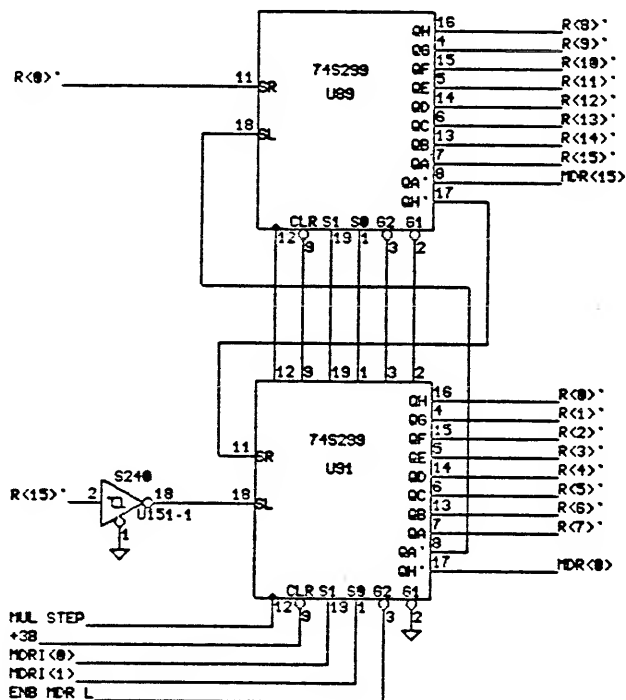 16 R<8>'
QH
4 R<9>'
QG
15 R<10>'
QF
74S299
5 R<11>'
QE
R<0>' 11 SR
U89
14 R<12>'
QD
6 R<13>'
QC
18 SL
13 R<14>'
QB
7 R<15>'
QA
8 MDR<15>
QA'
17
QH'
CLR S1 S0 G2 G1
12 9 19 1 3 2
12 9 19 1 3 2
16 R<0>'
QH
4 R<1>'
QG
15 R<2>'
QF
74S299
5 R<3>'
QE
11 SR
U91
14 R<4>'
QD
6 R<5>'
QC
S240
R<15>' 2 18 18 SL
U151-1
1
13 R<6>'
QB
7 R<7>'
QA
8
QA'
17 MDR<0>
QH'
CLR S1 S0 G2 G1
12 9 19 1 3 2
MUL STEP
+3B
MDRI<0>
MDRI<1>
ENB MDR L